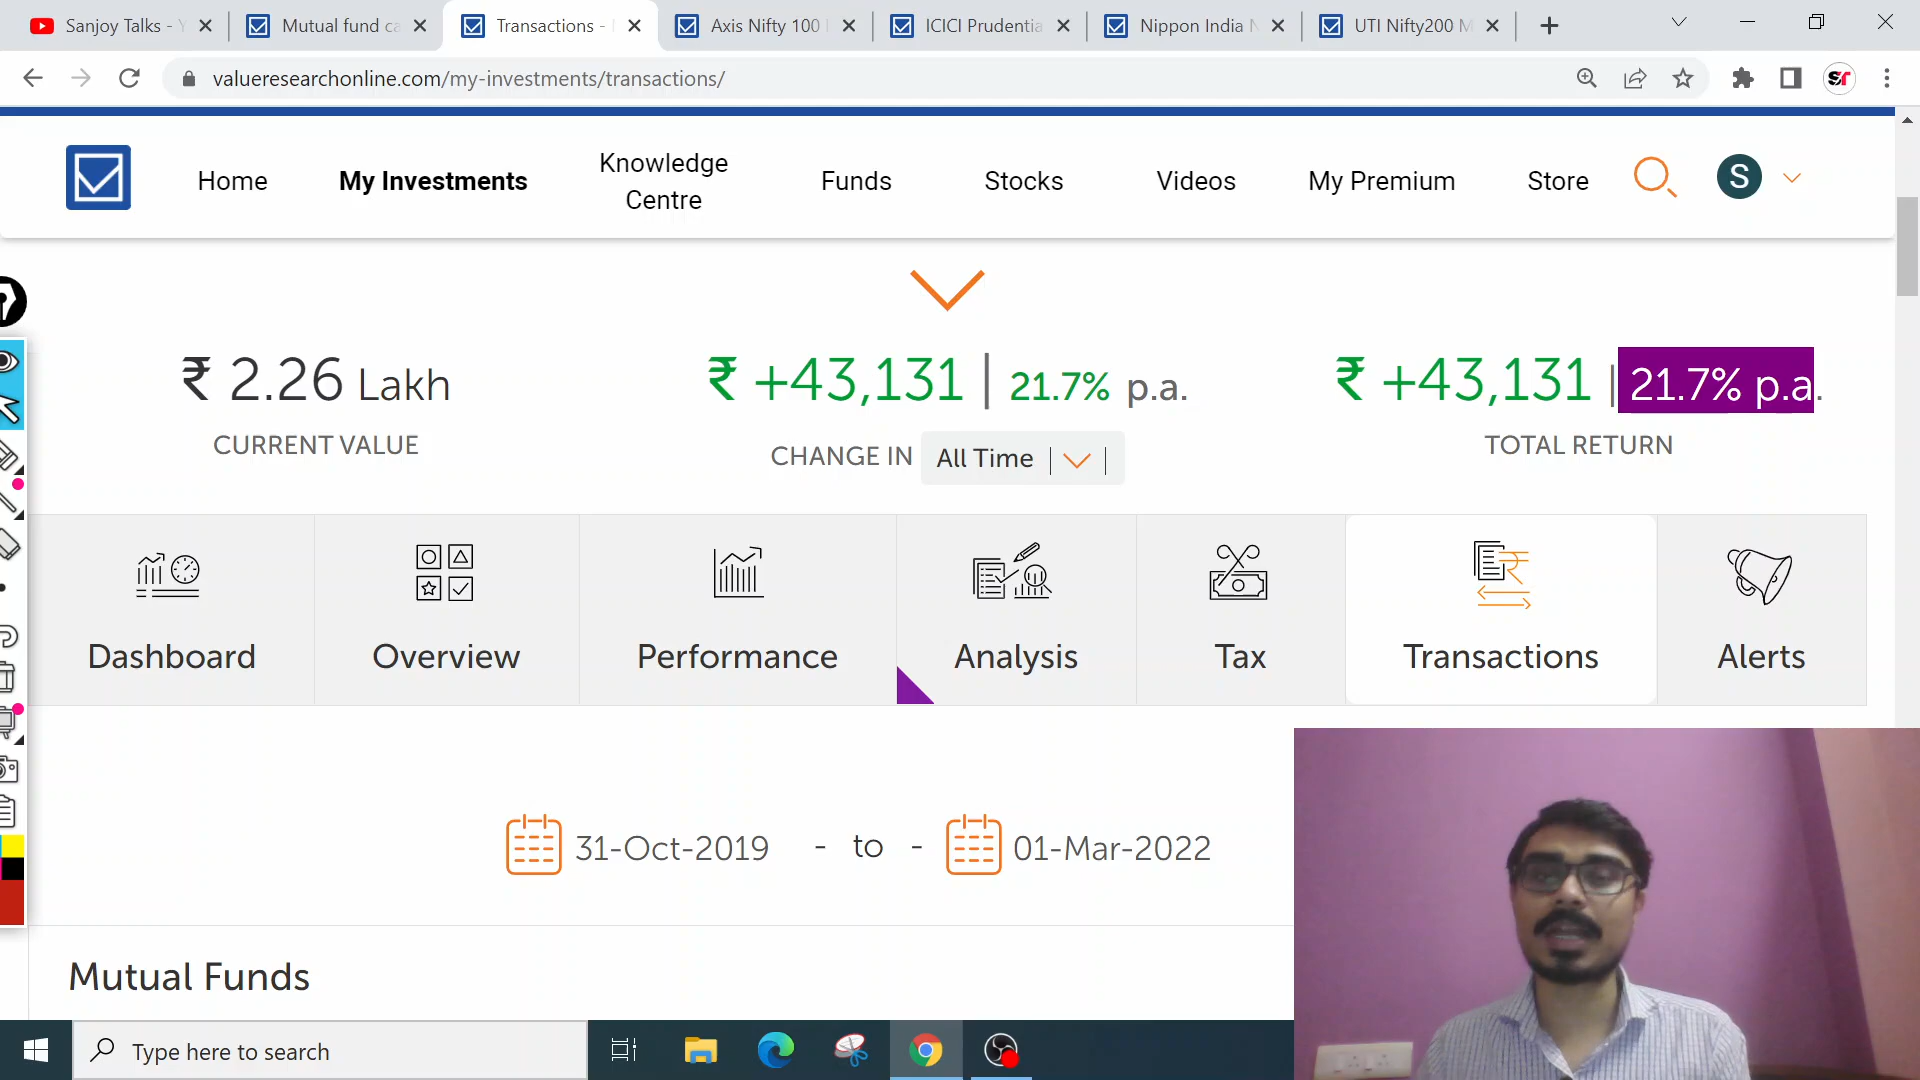 Sanjoy Talks - Y
Mutual fund ca
Transactions -
Axis Nifty 100
ICICI Prudentia
Nippon India N
UTI Nifty200 M
valueresearchonline.com/my-investments/transactions/
sr
Home
My Investments
Knowledge
Centre
Funds
Stocks
Videos
My Premium
Store
S
₹ 2.26 Lakh
CURRENT VALUE
₹ +43,131 | 21.7% p.a.
CHANGE IN All Time
₹ +43,131 | 21.7% p.a.
TOTAL RETURN
Dashboard
Overview
Performance
Analysis
Tax
Transactions
Alerts
31-Oct-2019 - to - 01-Mar-2022
Mutual Funds
Type here to search